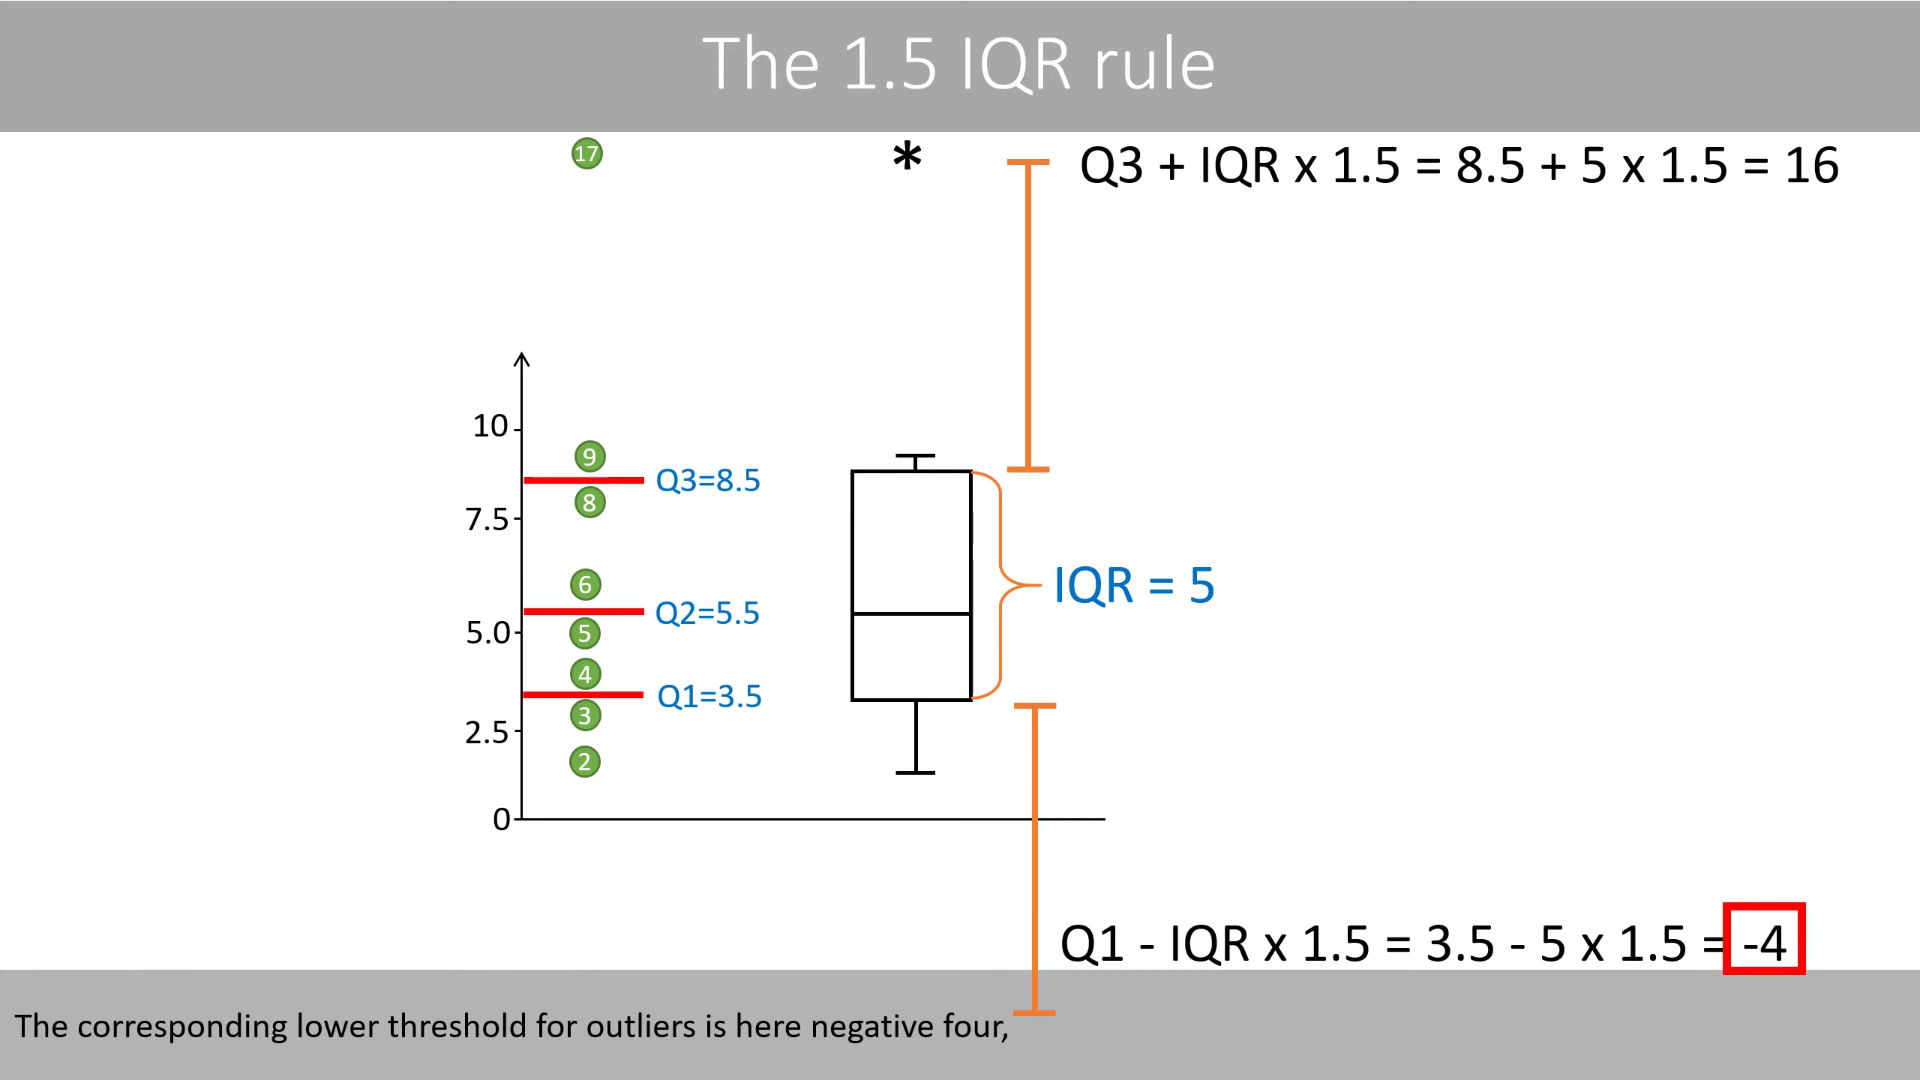 The 1.5 IQR rule
17
*
Q3 + IQR x 1.5 = 8.5 + 5 x 1.5 = 16
10
9
Q3=8.5
8
7.5
6
IQR = 5
Q2=5.5
5.0
5
4
Q1=3.5
3
2.5
2
0
Q1 - IQR x 1.5 = 3.5 - 5 x 1.5 = -4
The corresponding lower threshold for outliers is here negative four,